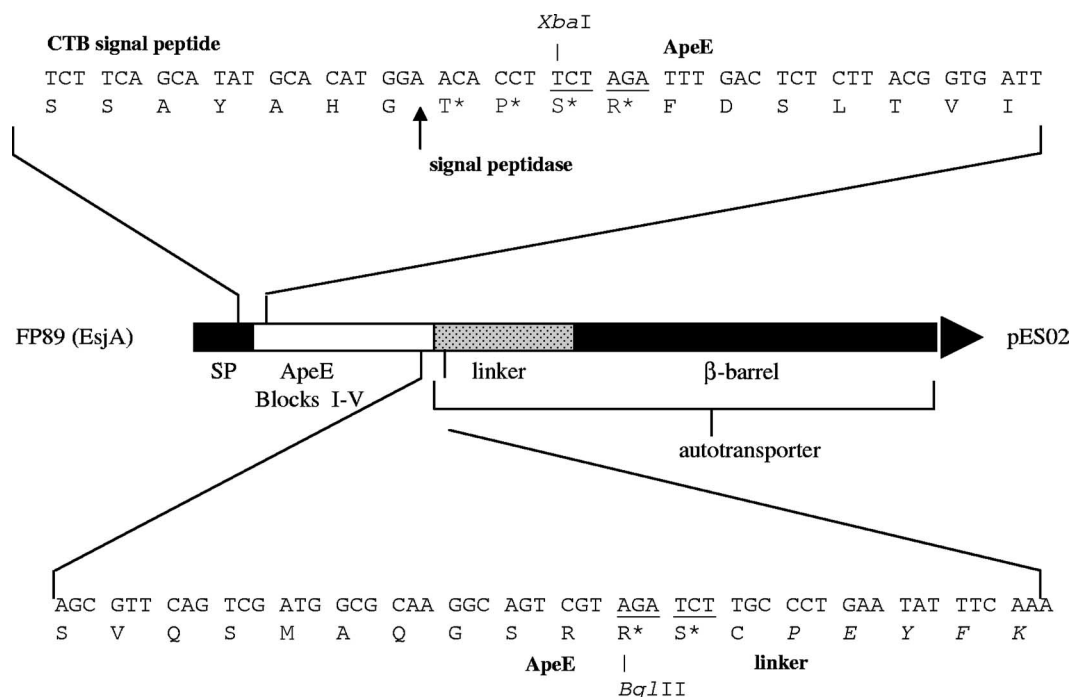 XbaI
CTB signal peptide ApeE
TCT TCA GCA TAT GCA CAT GGA ACA CCT TCT AGA TTT GAC TCT CTT ACG GTG ATT
S S A Y A H G T* P* S* R* F D S L T V I
signal peptidase
FP89 (EsjA) pES02
SP ApeE linker β-barrel
Blocks I-V
autotransporter
AGC GTT CAG TCG ATG GCG CAA GGC AGT CGT AGA TCT TGC CCT GAA TAT TTC AAA
S V Q S M A Q G S R R* S* C P E Y F K
ApeE linker
BglII